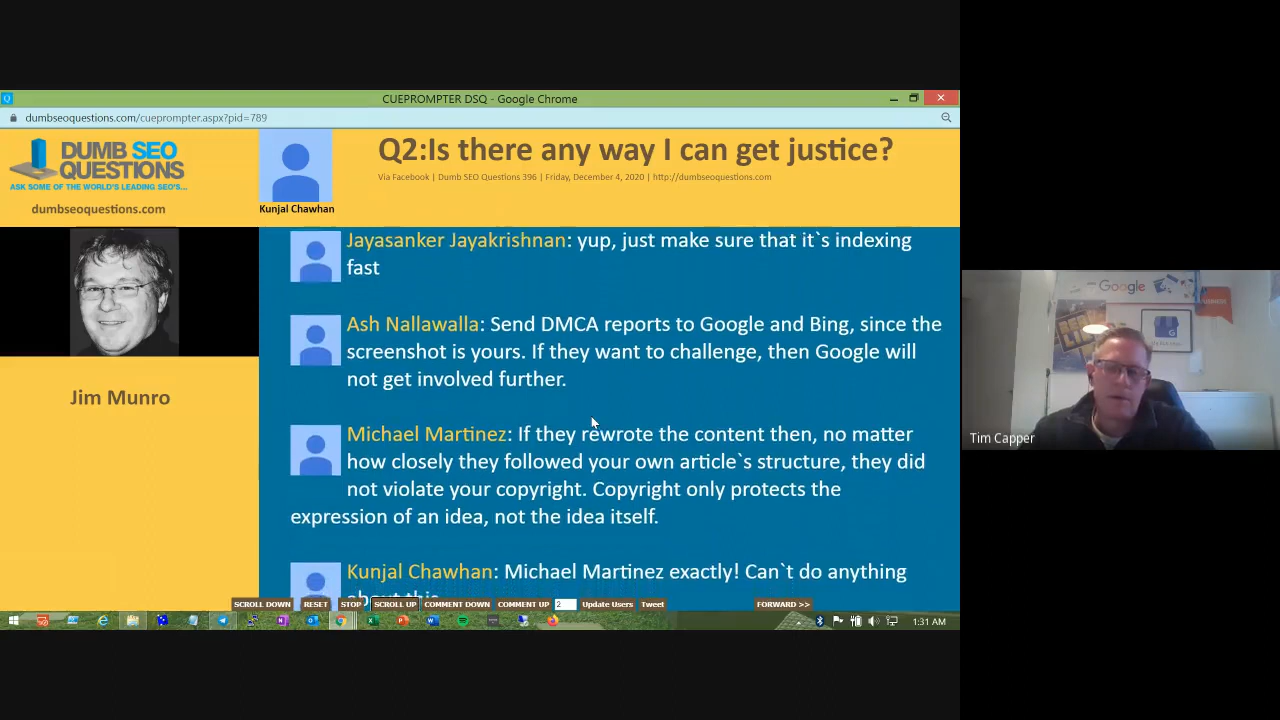 CUEPROMPTER DSQ - Google Chrome
dumbseoquestions.com/cueprompter.aspx?pid=789
DUMB SEO
QUESTIONS
ASK SOME OF THE WORLD'S LEADING SEO'S...
dumbseoquestions.com
Kunjal Chawhan
Q2:Is there any way I can get justice?
Via Facebook | Dumb SEO Questions 396 | Friday, December 4, 2020 | http://dumbseoquestions.com
Jim Munro
Jayasanker Jayakrishnan: yup, just make sure that it`s indexing
fast
Ash Nallawalla: Send DMCA reports to Google and Bing, since the
screenshot is yours. If they want to challenge, then Google will
not get involved further.
Michael Martinez: If they rewrote the content then, no matter
how closely they followed your own article`s structure, they did
not violate your copyright. Copyright only protects the
expression of an idea, not the idea itself.
Kunjal Chawhan: Michael Martinez exactly! Can`t do anything
about this
SCROLL DOWN RESET STOP SCROLL UP COMMENT DOWN COMMENT UP 2 Update Users Tweet FORWARD >>
1:31 AM
Google
Tim Capper